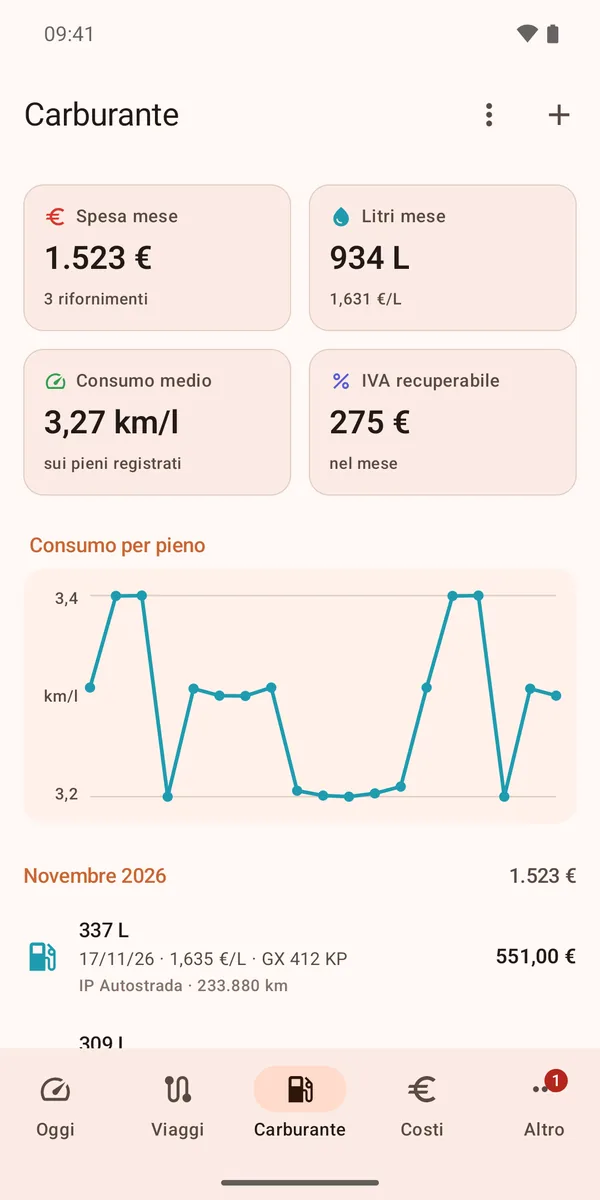 09:41
Carburante
Spesa mese
1.523 €
3 rifornimenti
Litri mese
934 L
1,631 €/L
Consumo medio
3,27 km/l
sui pieni registrati
IVA recuperabile
275 €
nel mese
Consumo per pieno
3,4
km/l
3,2
Novembre 2026
1.523 €
337 L
17/11/26 · 1,635 €/L · GX 412 KP
IP Autostrada · 233.880 km
551,00 €
309 L
Oggi
Viaggi
Carburante
Costi
1
Altro